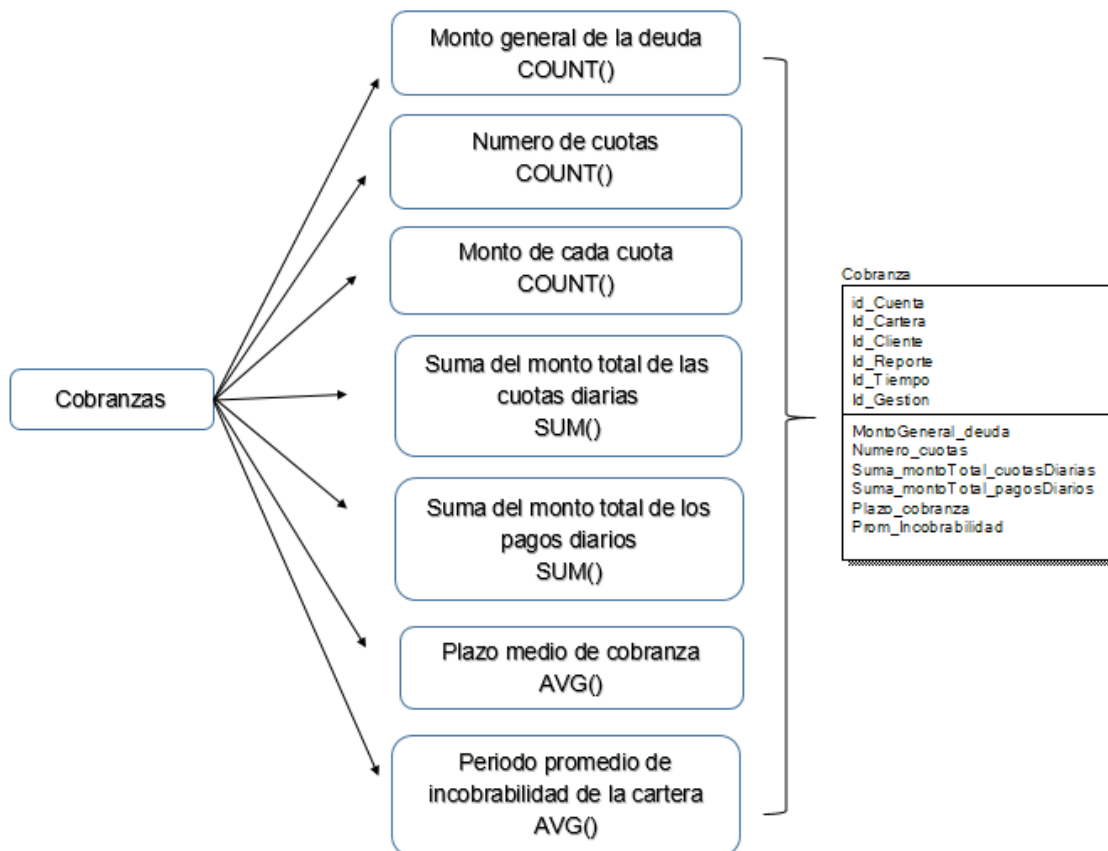 Monto general de la deuda
COUNT()
Numero de cuotas
COUNT()
Monto de cada cuota
COUNT()
Suma del monto total de las
cuotas diarias
SUM()
Cobranzas
Suma del monto total de los
pagos diarios
SUM()
Plazo medio de cobranza
AVG()
Periodo promedio de
incobrabilidad de la cartera
AVG()
Cobranza
id_Cuenta
Id_Cartera
Id_Cliente
Id_Reporte
Id_Tiempo
Id_Gestion
MontoGeneral_deuda
Numero_cuotas
Suma_montoTotal_cuotasDiarias
Suma_montoTotal_pagosDiarios
Plazo_cobranza
Prom_Incobrabilidad